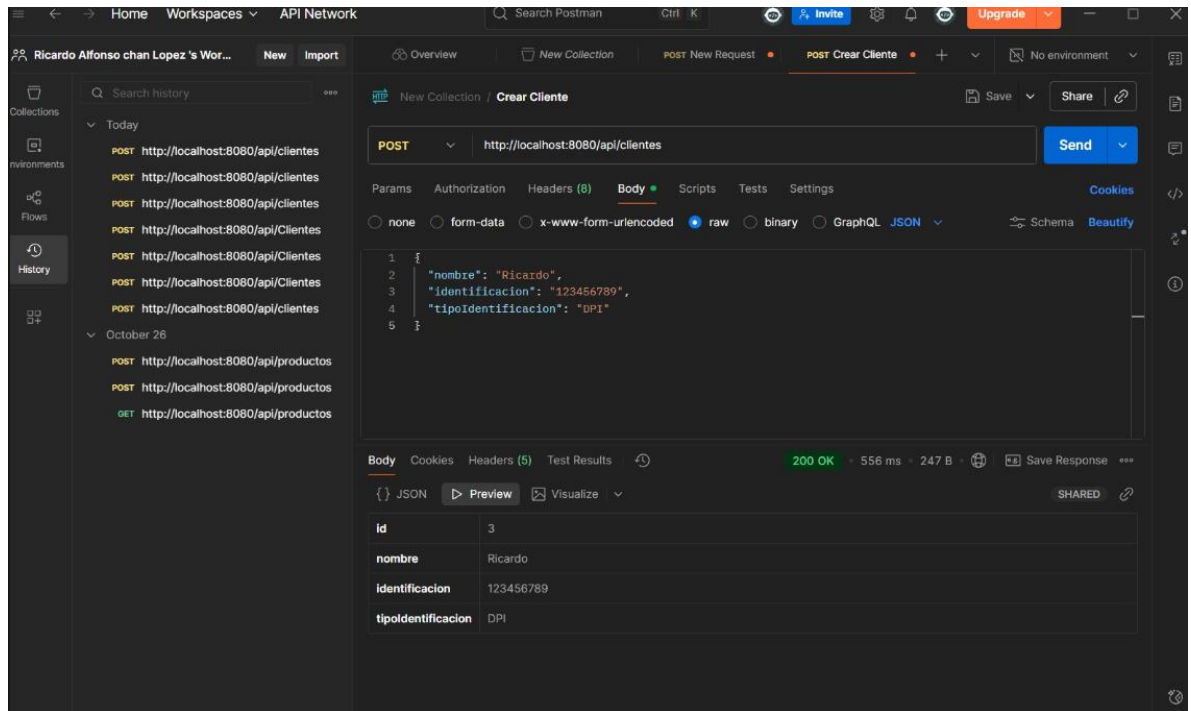 Home Workspaces API Network Search Postman Ctrl K Invite Upgrade
Ricardo Alfonso chan Lopez 's Wor... New Import Overview New Collection POST New Request POST Crear Cliente No environment
Collections
nvironments
Flows
History
Search history
Today
POST http://localhost:8080/api/clientes
POST http://localhost:8080/api/clientes
POST http://localhost:8080/api/clientes
POST http://localhost:8080/api/Clientes
POST http://localhost:8080/api/Clientes
POST http://localhost:8080/api/Clientes
POST http://localhost:8080/api/clientes
October 26
POST http://localhost:8080/api/productos
POST http://localhost:8080/api/productos
GET http://localhost:8080/api/productos
HTTP New Collection / Crear Cliente Save Share
POST http://localhost:8080/api/clientes Send
Params Authorization Headers (8) Body Scripts Tests Settings Cookies
none form-data x-www-form-urlencoded raw binary GraphQL JSON Schema Beautify
1 {
2 "nombre": "Ricardo",
3 "identificacion": "123456789",
4 "tipoIdentificacion": "DPI"
5 }
Body Cookies Headers (5) Test Results 200 OK 556 ms 247 B Save Response
{} JSON Preview Visualize SHARED
id 3
nombre Ricardo
identificacion 123456789
tipoIdentificacion DPI